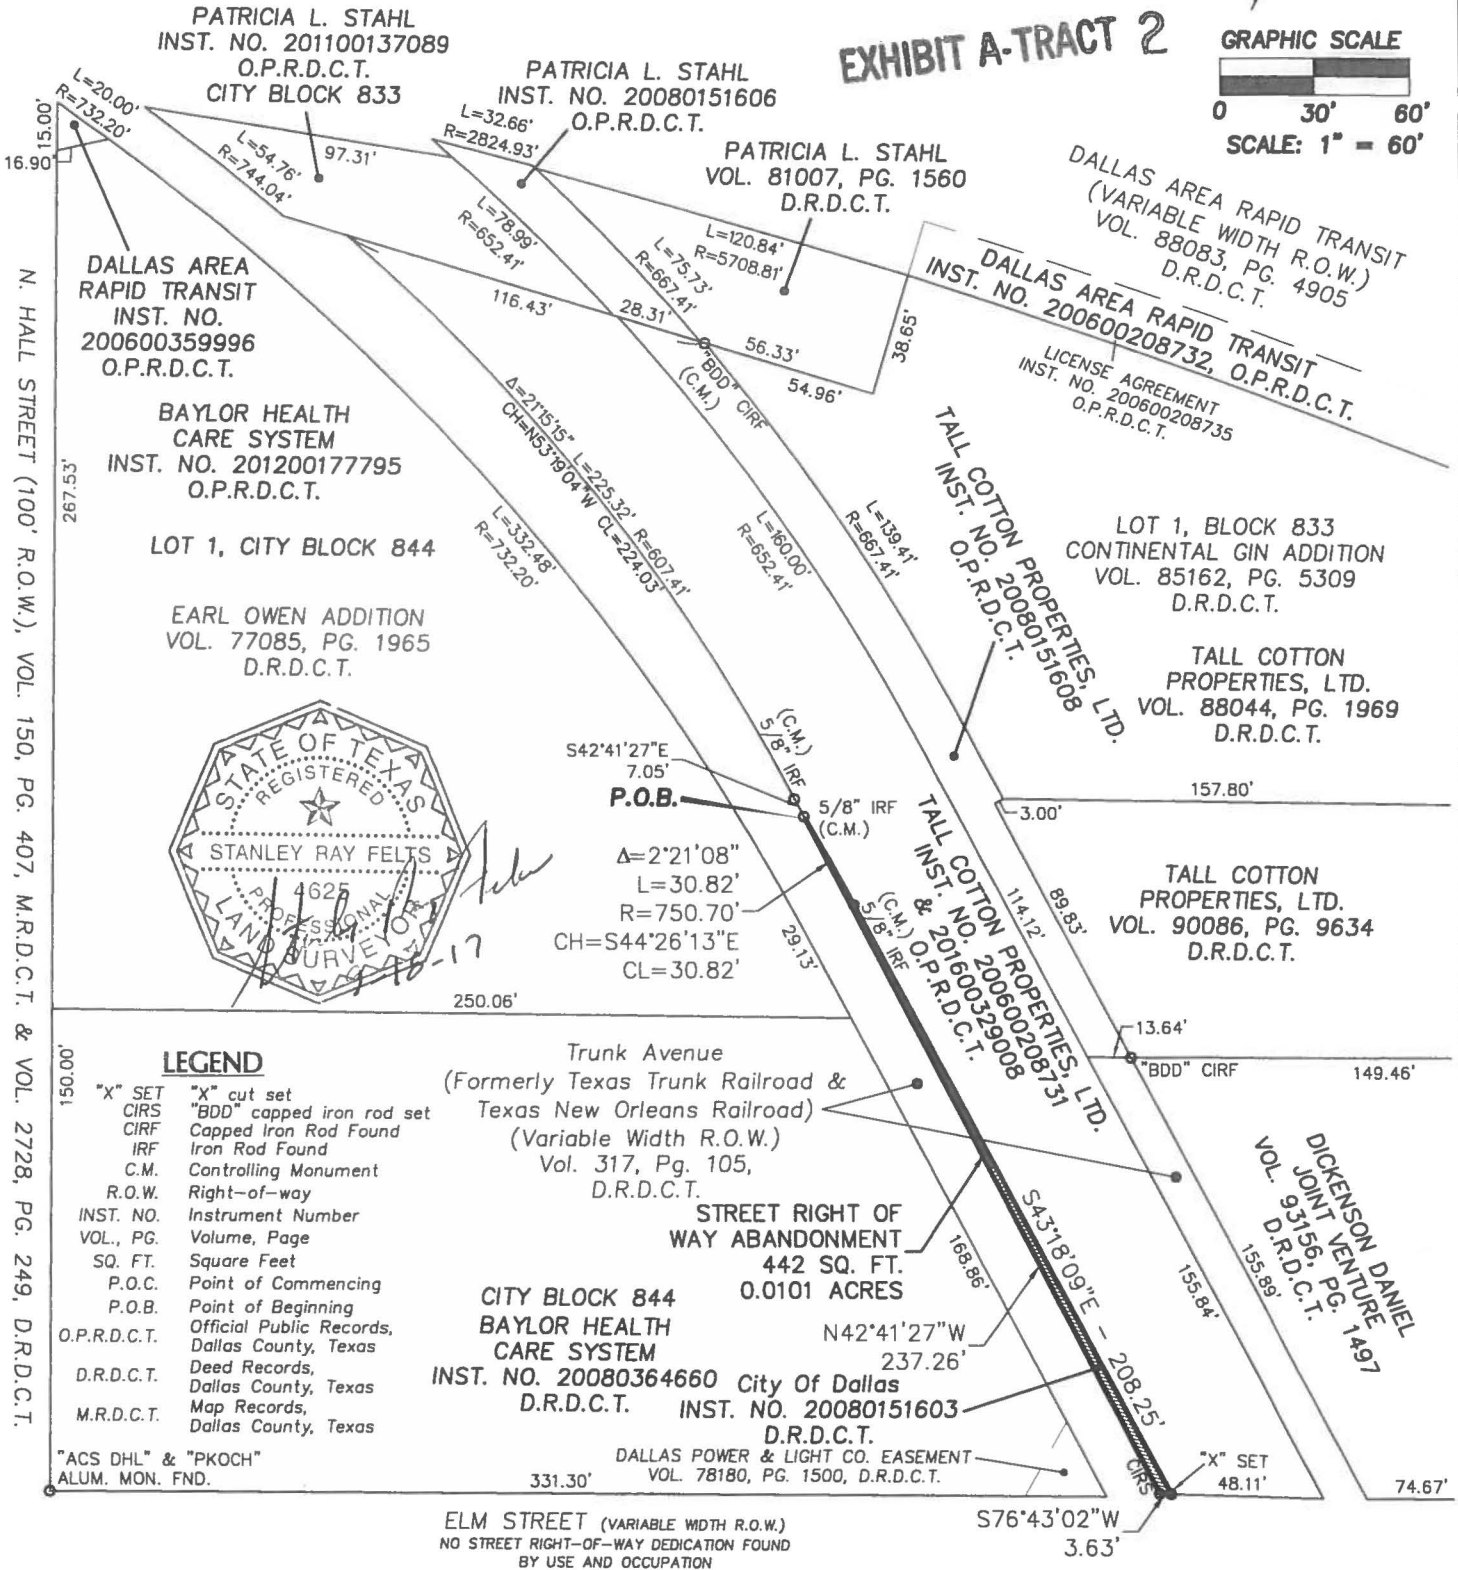 EXHIBIT A-TRACT 2
GRAPHIC SCALE
0 30' 60'
SCALE: 1" = 60'
PATRICIA L. STAHL
INST. NO. 201100137089
O.P.R.D.C.T.
CITY BLOCK 833
PATRICIA L. STAHL
INST. NO. 20080151606
O.P.R.D.C.T.
PATRICIA L. STAHL
VOL. 81007, PG. 1560
D.R.D.C.T.
DALLAS AREA RAPID TRANSIT
(VARIABLE WIDTH R.O.W.)
VOL. 88083, PG. 4905
D.R.D.C.T.
DALLAS AREA RAPID TRANSIT
INST. NO. 200600208732, O.P.R.D.C.T.
LICENSE AGREEMENT
INST. NO. 200600208735
O.P.R.D.C.T.
L=20.00'
R=732.20'
15.00'
16.90'
L=54.76'
R=744.04'
97.31'
L=32.66'
R=2824.93'
L=78.99'
R=652.41'
L=75.73'
R=667.41'
L=120.84'
R=5708.81'
116.43'
28.31'
56.33'
54.96'
38.65'
"BDD" CIRF
(C.M.)
DALLAS AREA
RAPID TRANSIT
INST. NO.
200600359996
O.P.R.D.C.T.
BAYLOR HEALTH
CARE SYSTEM
INST. NO. 201200177795
O.P.R.D.C.T.
LOT 1, CITY BLOCK 844
EARL OWEN ADDITION
VOL. 77085, PG. 1965
D.R.D.C.T.
N. HALL STREET (100' R.O.W.), VOL. 150, PG. 407, M.R.D.C.T. & VOL. 2728, PG. 249, D.R.D.C.T.
267.53'
Δ=21°15'15" L=225.32' R=607.41'
CH=N53°19'04"W CL=224.03'
L=332.48'
R=732.20'
L=160.00'
R=652.41'
L=139.41'
R=667.41'
TALL COTTON PROPERTIES, LTD.
INST. NO. 20080151608
O.P.R.D.C.T.
LOT 1, BLOCK 833
CONTINENTAL GIN ADDITION
VOL. 85162, PG. 5309
D.R.D.C.T.
TALL COTTON
PROPERTIES, LTD.
VOL. 88044, PG. 1969
D.R.D.C.T.
157.80'
3.00'
TALL COTTON
PROPERTIES, LTD.
VOL. 90086, PG. 9634
D.R.D.C.T.
STATE OF TEXAS
REGISTERED
STANLEY RAY FELTS
4625
PROFESSIONAL
LAND SURVEYOR
(C.M.)
5/8" IRF
S42°41'27"E
7.05'
P.O.B.
5/8" IRF
(C.M.)
Δ=2°21'08"
L=30.82'
R=750.70'
CH=S44°26'13"E
CL=30.82'
(C.M.)
5/8" IRF
TALL COTTON PROPERTIES, LTD.
INST. NO. 200600208731
& 201600329008
O.P.R.D.C.T.
114.12'
89.83'
29.13'
250.06'
150.00'
13.64'
"BDD" CIRF
149.46'
LEGEND
"X" SET "X" cut set
CIRS "BDD" capped iron rod set
CIRF Capped Iron Rod Found
IRF Iron Rod Found
C.M. Controlling Monument
R.O.W. Right-of-way
INST. NO. Instrument Number
VOL., PG. Volume, Page
SQ. FT. Square Feet
P.O.C. Point of Commencing
P.O.B. Point of Beginning
O.P.R.D.C.T. Official Public Records,
Dallas County, Texas
D.R.D.C.T. Deed Records,
Dallas County, Texas
M.R.D.C.T. Map Records,
Dallas County, Texas
Trunk Avenue
(Formerly Texas Trunk Railroad &
Texas New Orleans Railroad)
(Variable Width R.O.W.)
Vol. 317, Pg. 105,
D.R.D.C.T.
STREET RIGHT OF
WAY ABANDONMENT
442 SQ. FT.
0.0101 ACRES
CITY BLOCK 844
BAYLOR HEALTH
CARE SYSTEM
INST. NO. 20080364660
D.R.D.C.T.
168.86'
N42°41'27"W
237.26'
S43°18'09"E - 208.25'
City Of Dallas
INST. NO. 20080151603
D.R.D.C.T.
155.84'
155.89'
DICKENSON DANIEL
JOINT VENTURE
VOL. 93156, PG. 1497
D.R.D.C.T.
DALLAS POWER & LIGHT CO. EASEMENT
VOL. 78180, PG. 1500, D.R.D.C.T.
"ACS DHL" & "PKOCH"
ALUM. MON. FND.
331.30'
CIRS
"X" SET
48.11'
74.67'
S76°43'02"W
3.63'
ELM STREET (VARIABLE WIDTH R.O.W.)
NO STREET RIGHT-OF-WAY DEDICATION FOUND
BY USE AND OCCUPATION